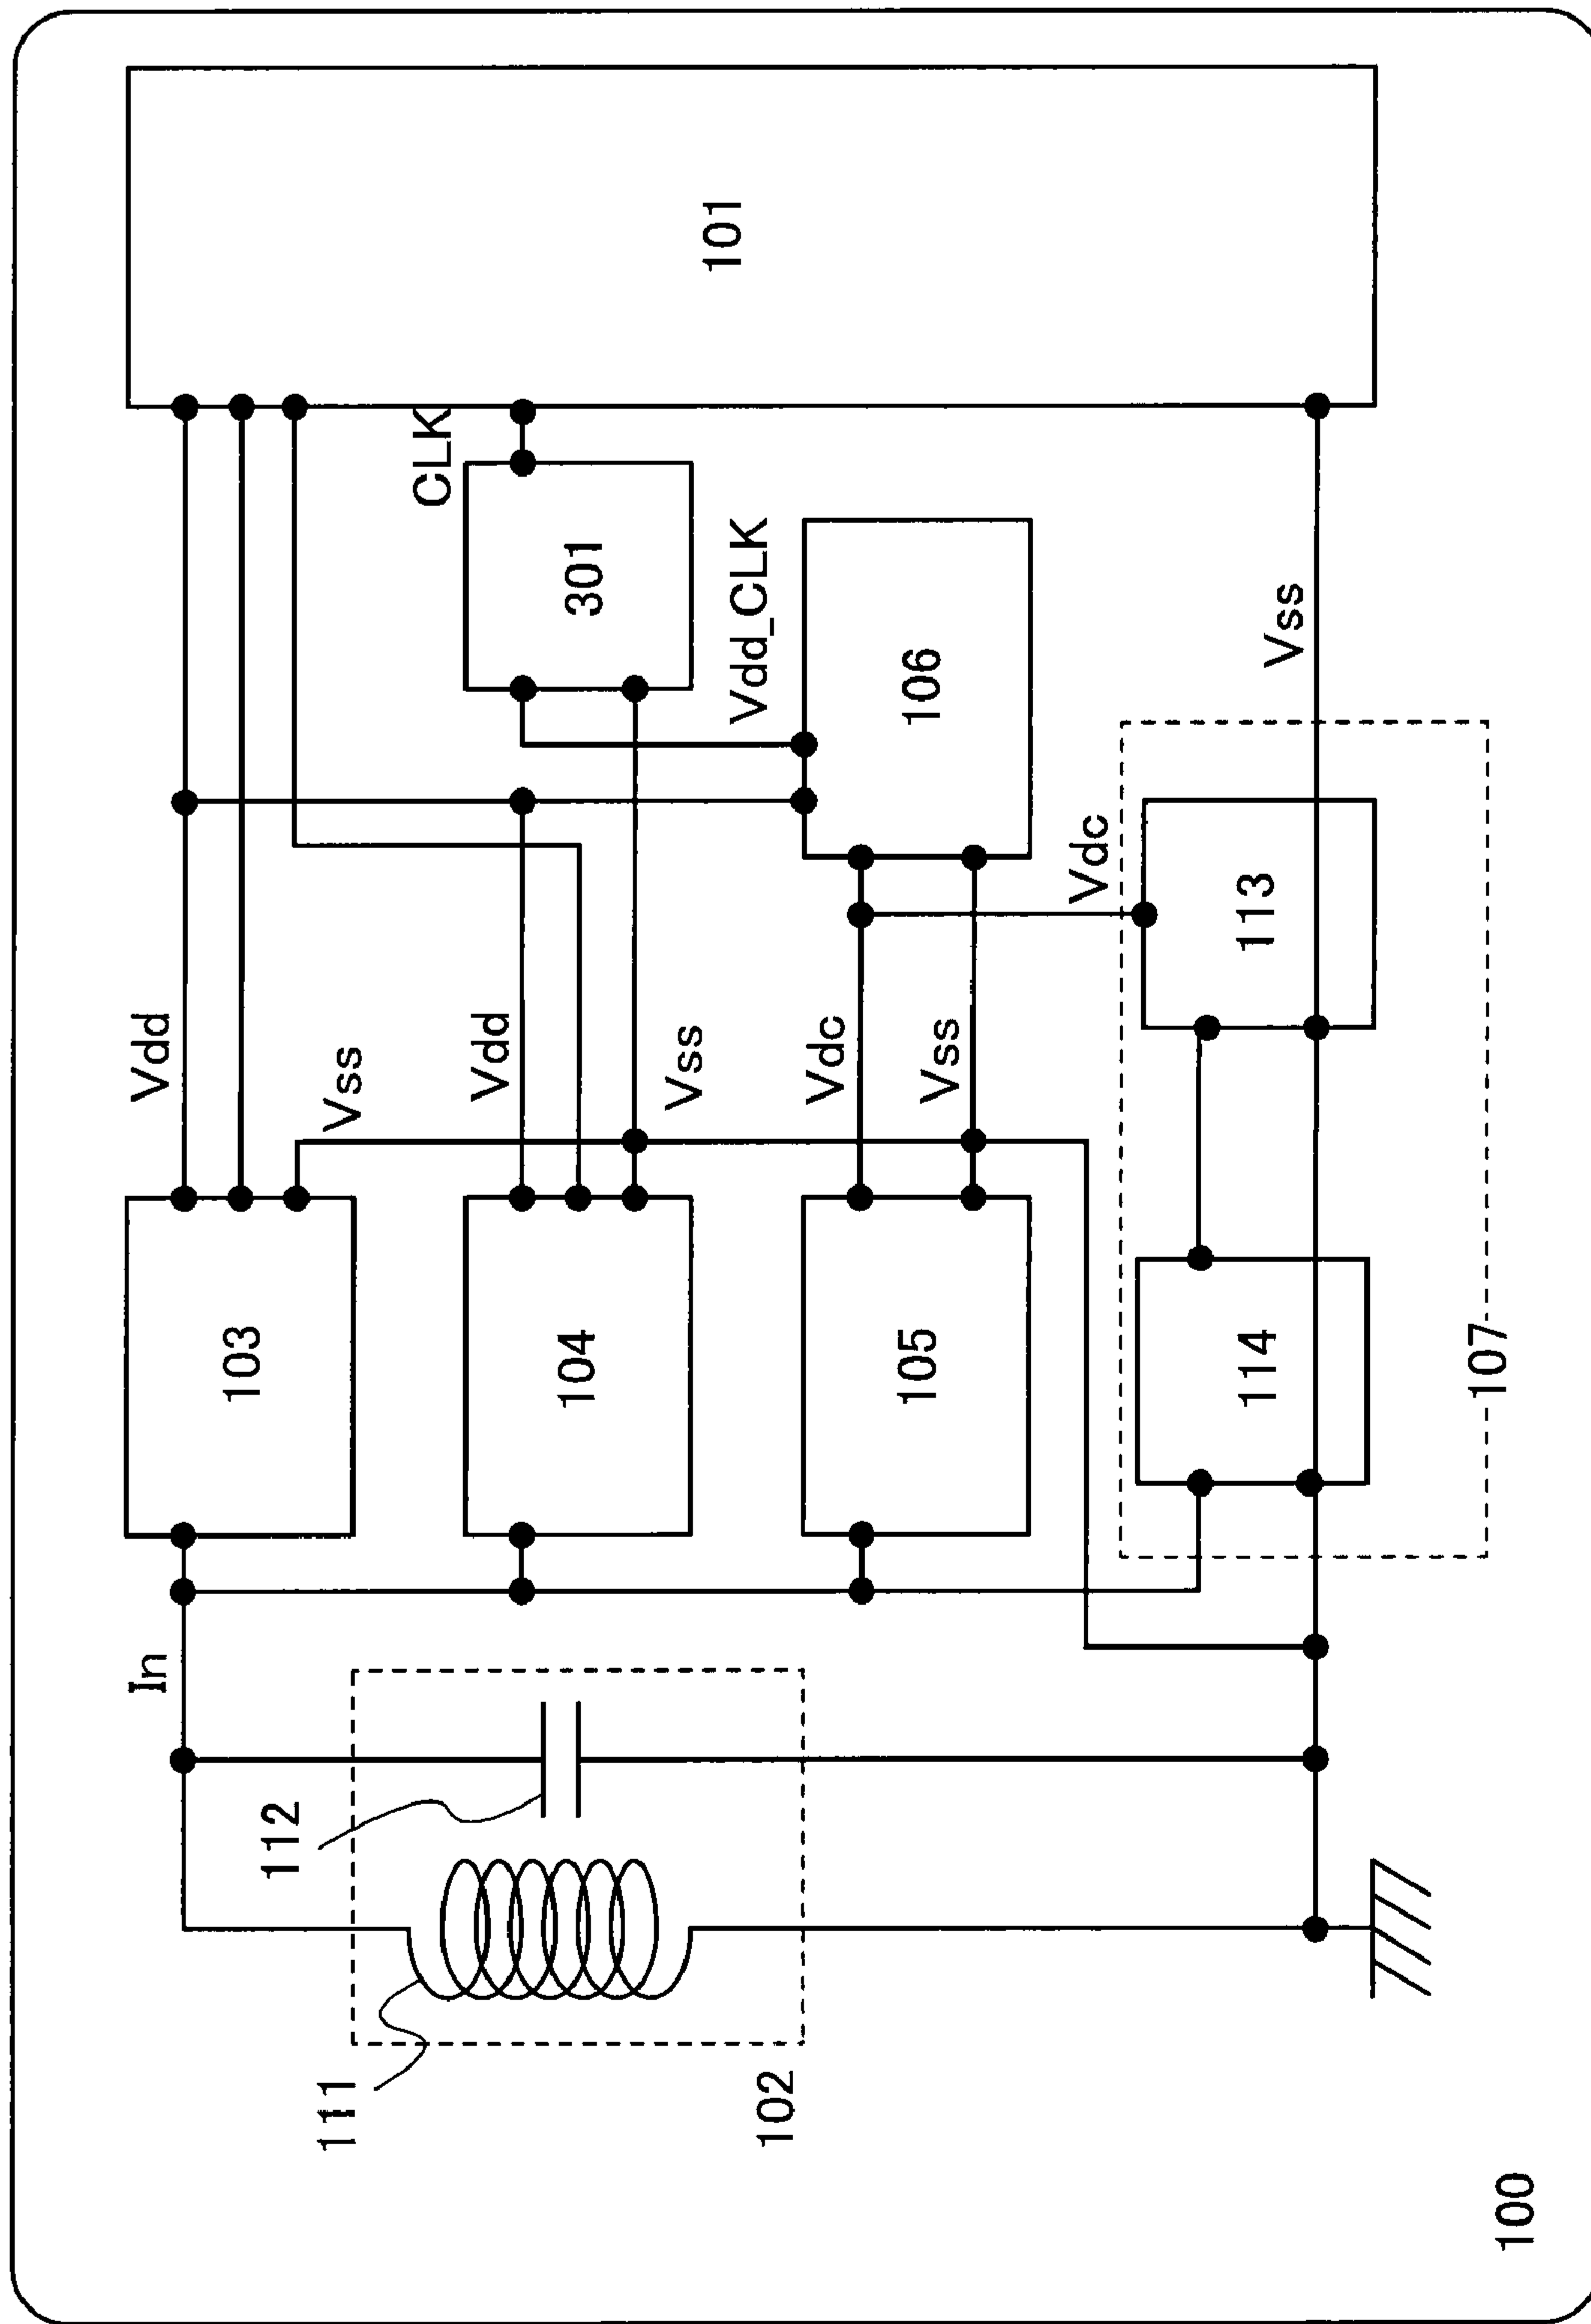 101
CLK
301
Vdd_CLK
106
Vss
Vdd
Vss
Vdd
Vss
Vdc
Vss
Vdc
113
103
104
105
114
107
In
112
111
102
100